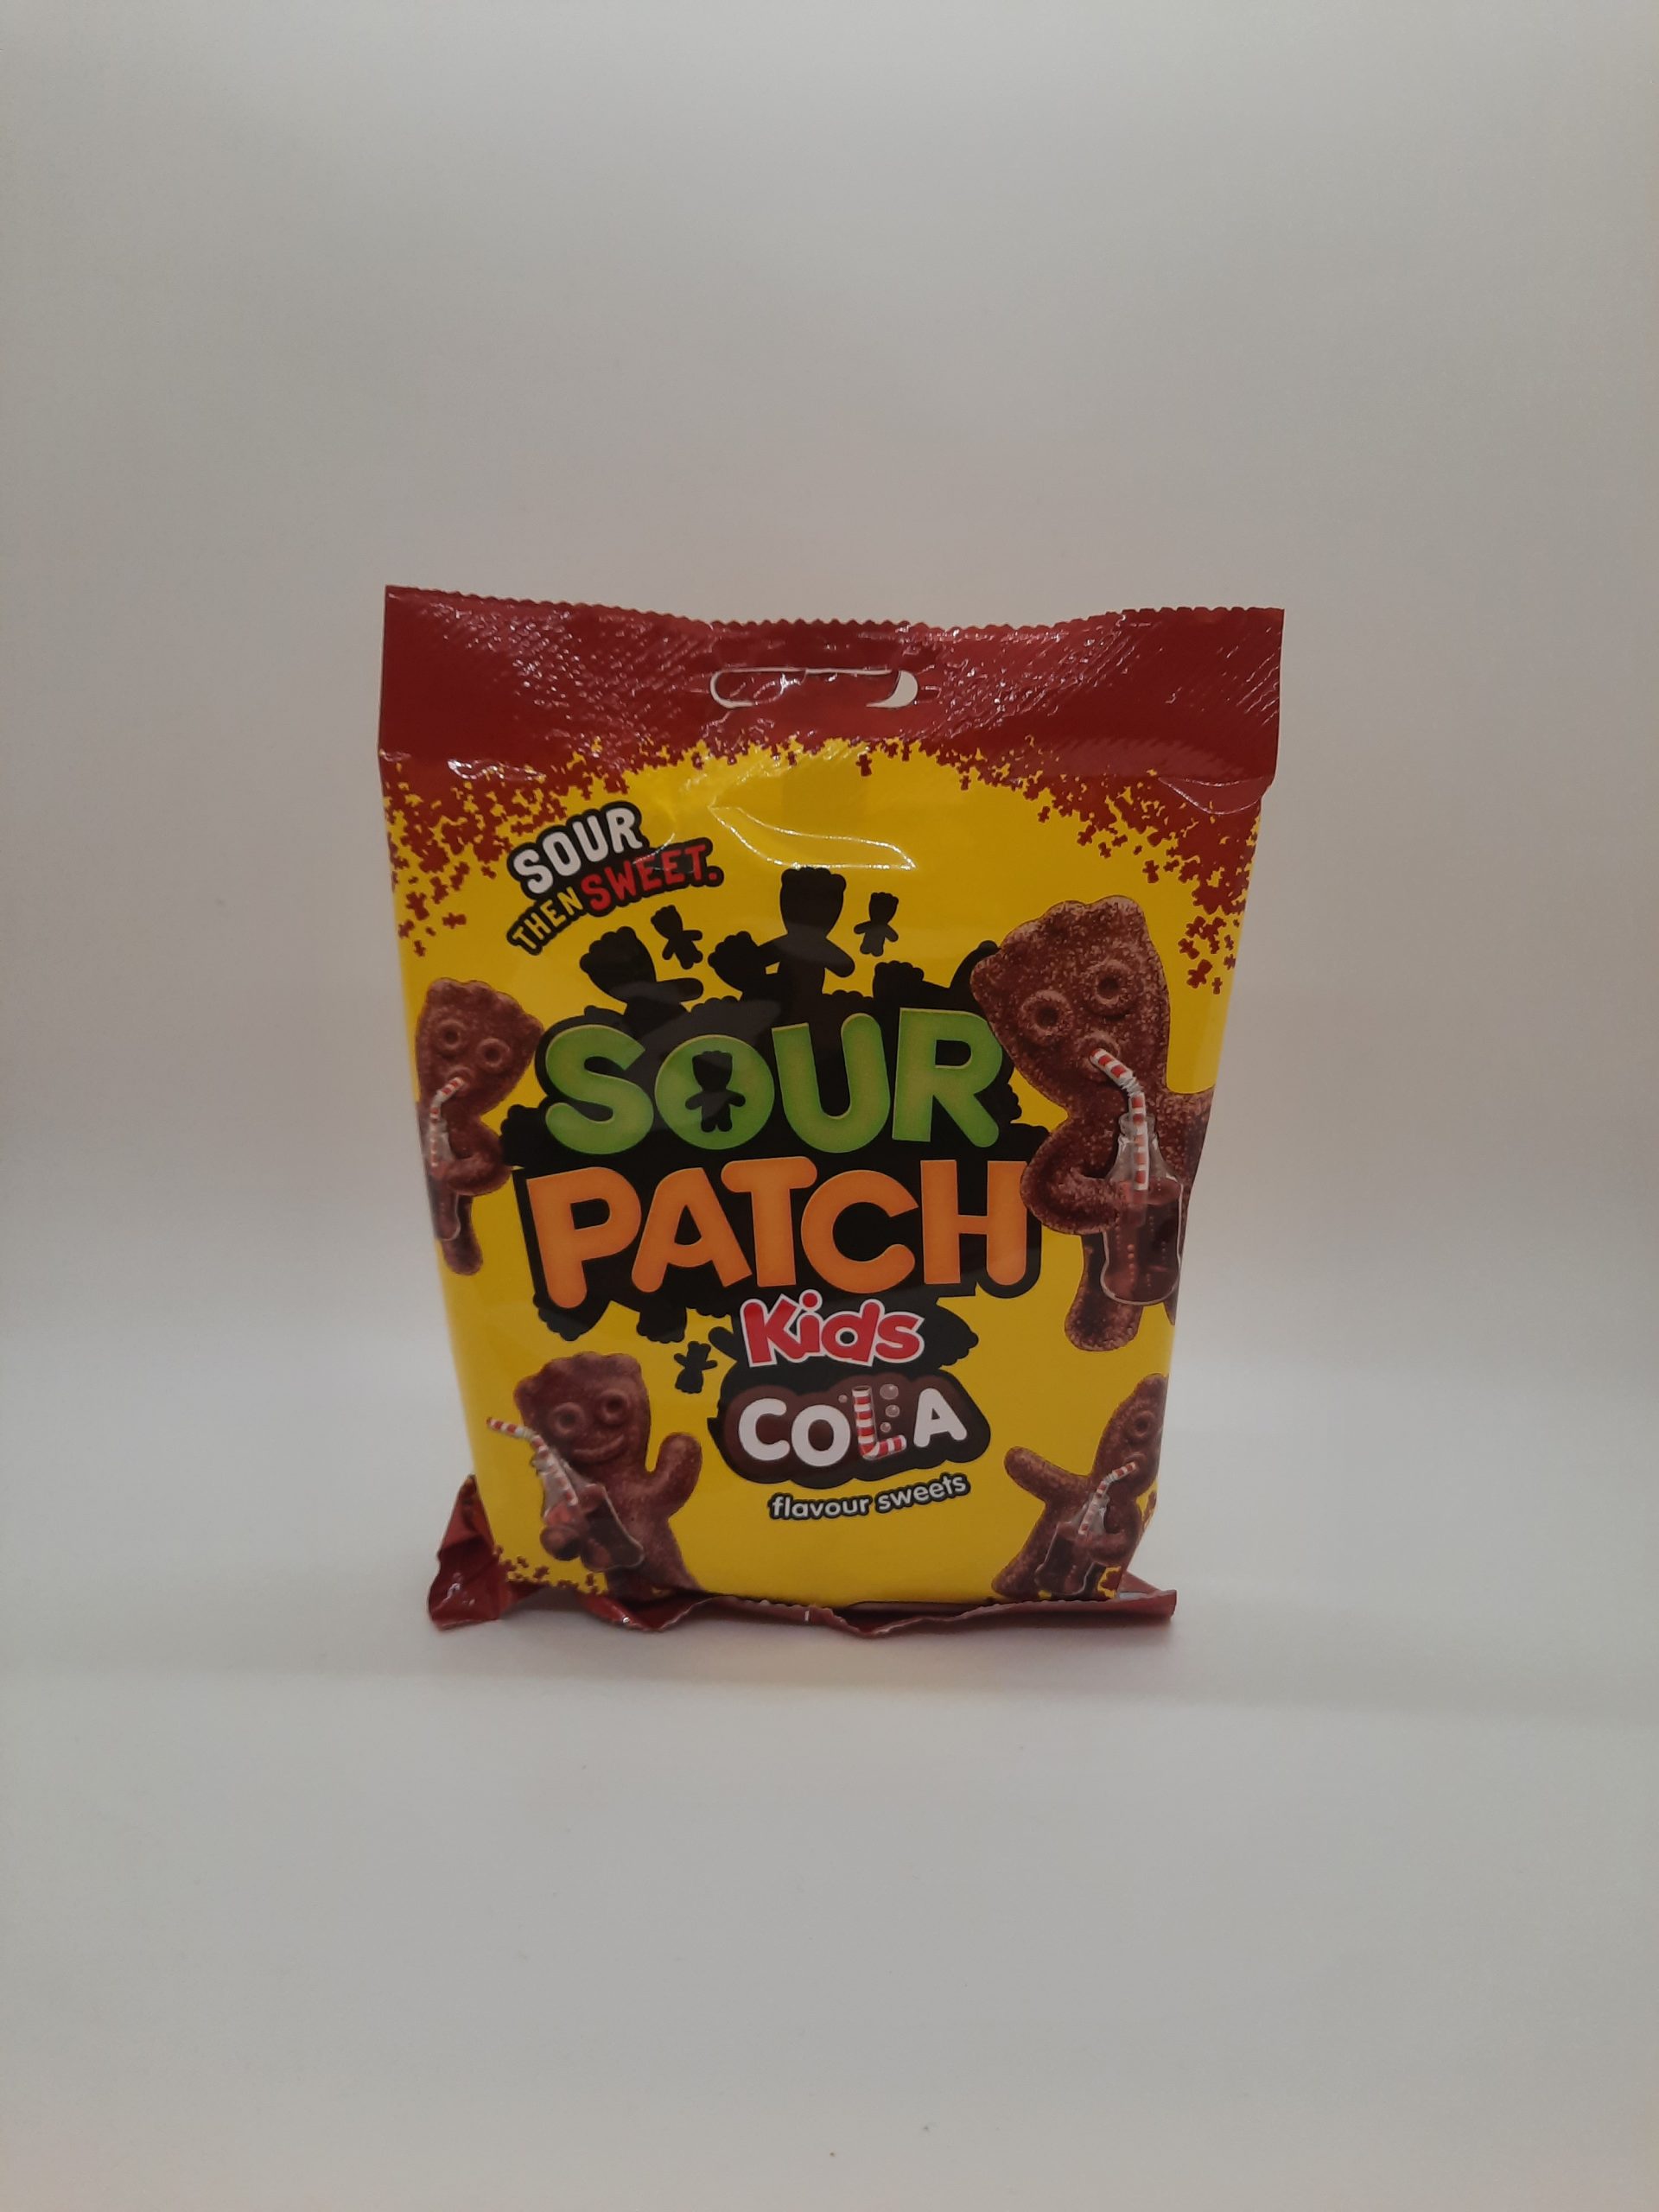 SOUR
THEN SWEET.
SOUR
PATCH
Kids
COLA
flavour sweets